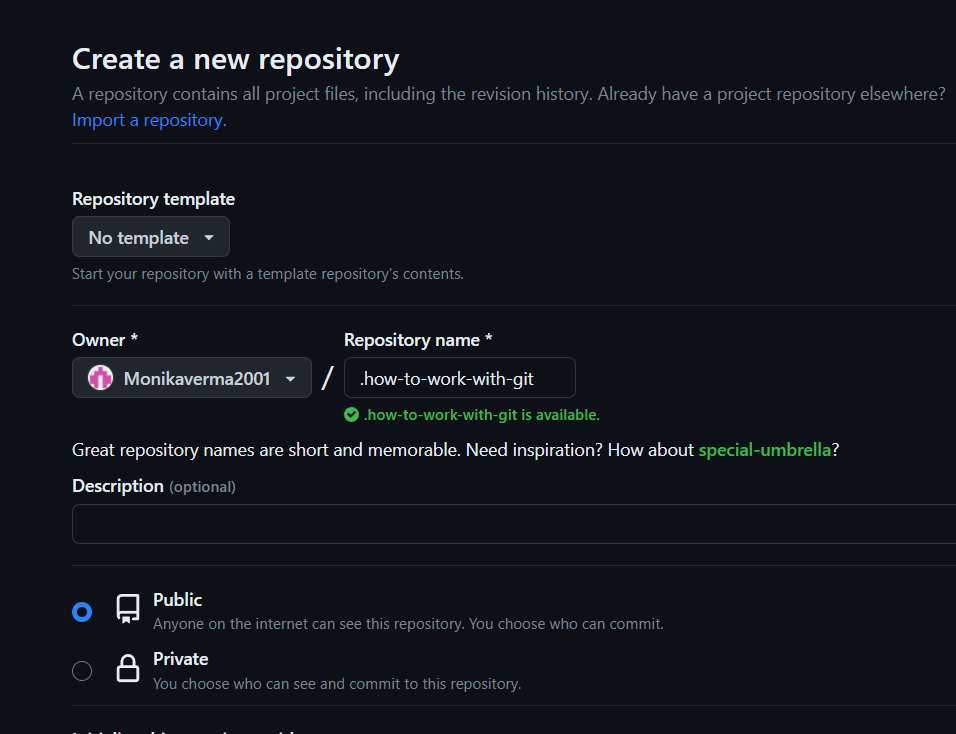 Create a new repository
A repository contains all project files, including the revision history. Already have a project repository elsewhere?
Import a repository.
Repository template
No template
Start your repository with a template repository's contents.
Owner *
Repository name *
Monikaverma2001
/
.how-to-work-with-git
.how-to-work-with-git is available.
Great repository names are short and memorable. Need inspiration? How about special-umbrella?
Description (optional)
Public
Anyone on the internet can see this repository. You choose who can commit.
Private
You choose who can see and commit to this repository.